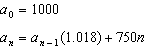 a₀ = 1000
aₙ = aₙ₋₁(1.018) + 750n